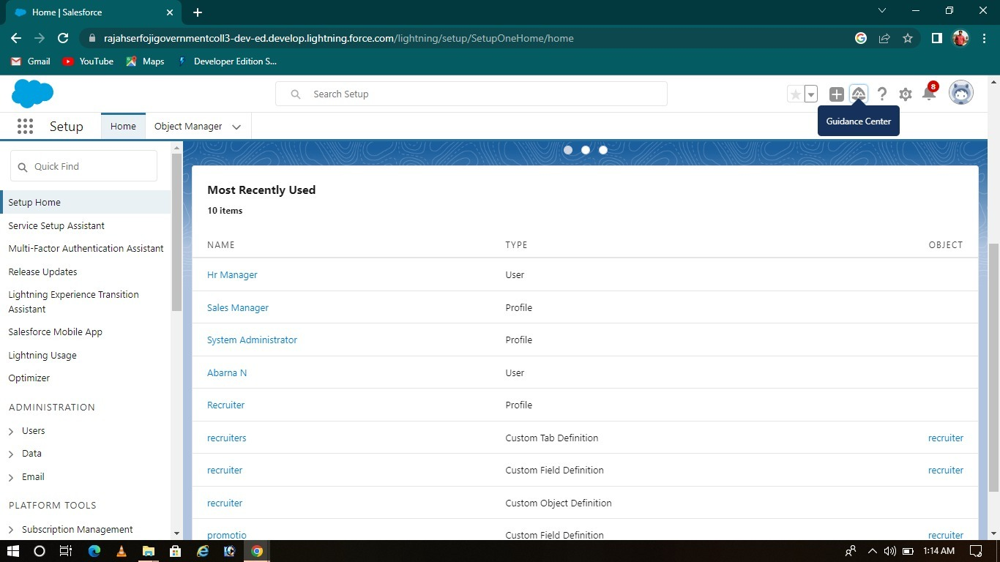 Home | Salesforce
rajahserfojigovernmentcoll3-dev-ed.develop.lightning.force.com/lightning/setup/SetupOneHome/home
Gmail
YouTube
Maps
Developer Edition S...
Search Setup
8
Setup
Home
Object Manager
Guidance Center
Quick Find
Setup Home
Service Setup Assistant
Multi-Factor Authentication Assistant
Release Updates
Lightning Experience Transition
Assistant
Salesforce Mobile App
Lightning Usage
Optimizer
ADMINISTRATION
Users
Data
Email
PLATFORM TOOLS
Subscription Management
Most Recently Used
10 items
NAME TYPE OBJECT
Hr Manager User
Sales Manager Profile
System Administrator Profile
Abarna N User
Recruiter Profile
recruiters Custom Tab Definition recruiter
recruiter Custom Field Definition recruiter
recruiter Custom Object Definition
promotio Custom Field Definition recruiter
1:14 AM